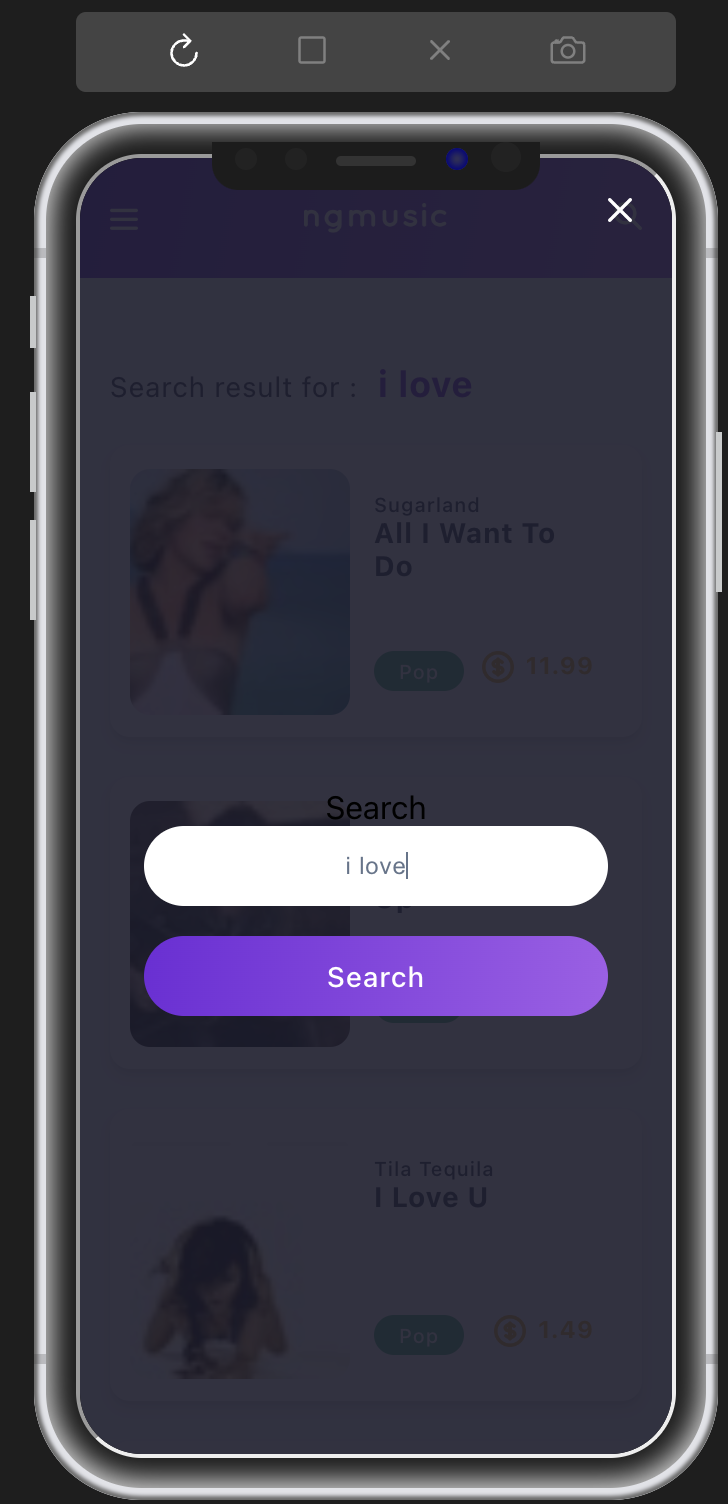 ngmusic
Search result for : i love
Sugarland
All I Want To
Do
Pop
11.99
Search
i love
Search
Tila Tequila
I Love U
Pop
1.49